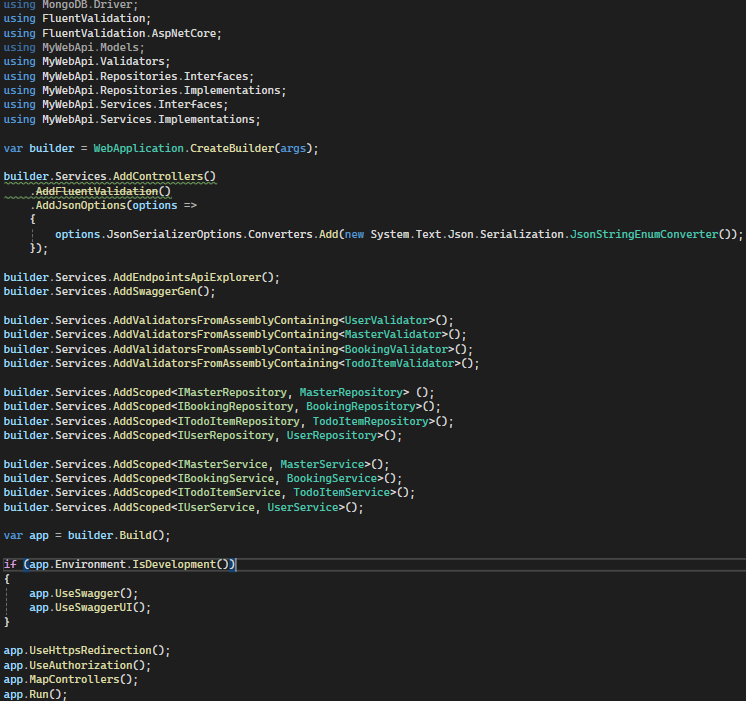 using MongoDB.Driver;
using FluentValidation;
using FluentValidation.AspNetCore;
using MyWebApi.Models;
using MyWebApi.Validators;
using MyWebApi.Repositories.Interfaces;
using MyWebApi.Repositories.Implementations;
using MyWebApi.Services.Interfaces;
using MyWebApi.Services.Implementations;
var builder = WebApplication.CreateBuilder(args);
builder.Services.AddControllers()
    .AddFluentValidation()
    .AddJsonOptions(options =>
    {
        options.JsonSerializerOptions.Converters.Add(new System.Text.Json.Serialization.JsonStringEnumConverter());
    });
builder.Services.AddEndpointsApiExplorer();
builder.Services.AddSwaggerGen();
builder.Services.AddValidatorsFromAssemblyContaining<UserValidator>();
builder.Services.AddValidatorsFromAssemblyContaining<MasterValidator>();
builder.Services.AddValidatorsFromAssemblyContaining<BookingValidator>();
builder.Services.AddValidatorsFromAssemblyContaining<TodoItemValidator>();
builder.Services.AddScoped<IMasterRepository, MasterRepository> ();
builder.Services.AddScoped<IBookingRepository, BookingRepository>();
builder.Services.AddScoped<ITodoItemRepository, TodoItemRepository>();
builder.Services.AddScoped<IUserRepository, UserRepository>();
builder.Services.AddScoped<IMasterService, MasterService>();
builder.Services.AddScoped<IBookingService, BookingService>();
builder.Services.AddScoped<ITodoItemService, TodoItemService>();
builder.Services.AddScoped<IUserService, UserService>();
var app = builder.Build();
if (app.Environment.IsDevelopment())
{
    app.UseSwagger();
    app.UseSwaggerUI();
}
app.UseHttpsRedirection();
app.UseAuthorization();
app.MapControllers();
app.Run();